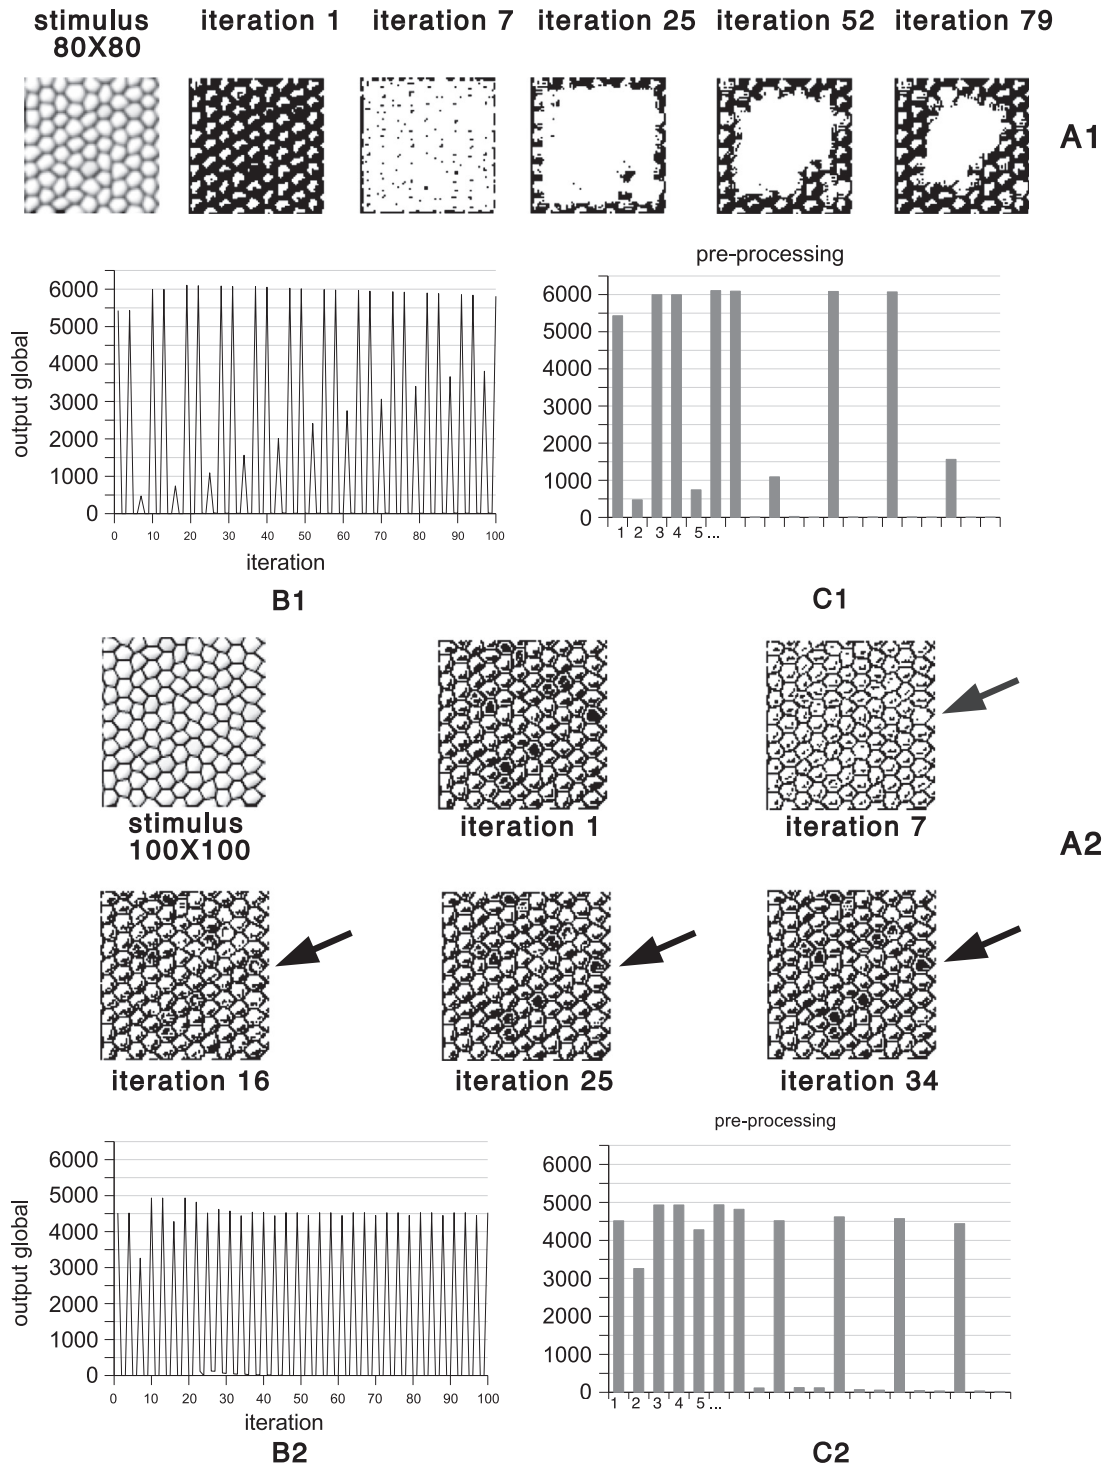 stimulus
80X80
iteration 1
iteration 7
iteration 25
iteration 52
iteration 79
A1
output global
6000
5000
4000
3000
2000
1000
0
0 10 20 30 40 50 60 70 80 90 100
iteration
B1
pre-processing
6000
5000
4000
3000
2000
1000
0
1 2 3 4 5 ...
C1
stimulus
100X100
iteration 1
iteration 7
A2
iteration 16
iteration 25
iteration 34
output global
6000
5000
4000
3000
2000
1000
0
0 10 20 30 40 50 60 70 80 90 100
iteration
B2
pre-processing
6000
5000
4000
3000
2000
1000
0
1 2 3 4 5 ...
C2